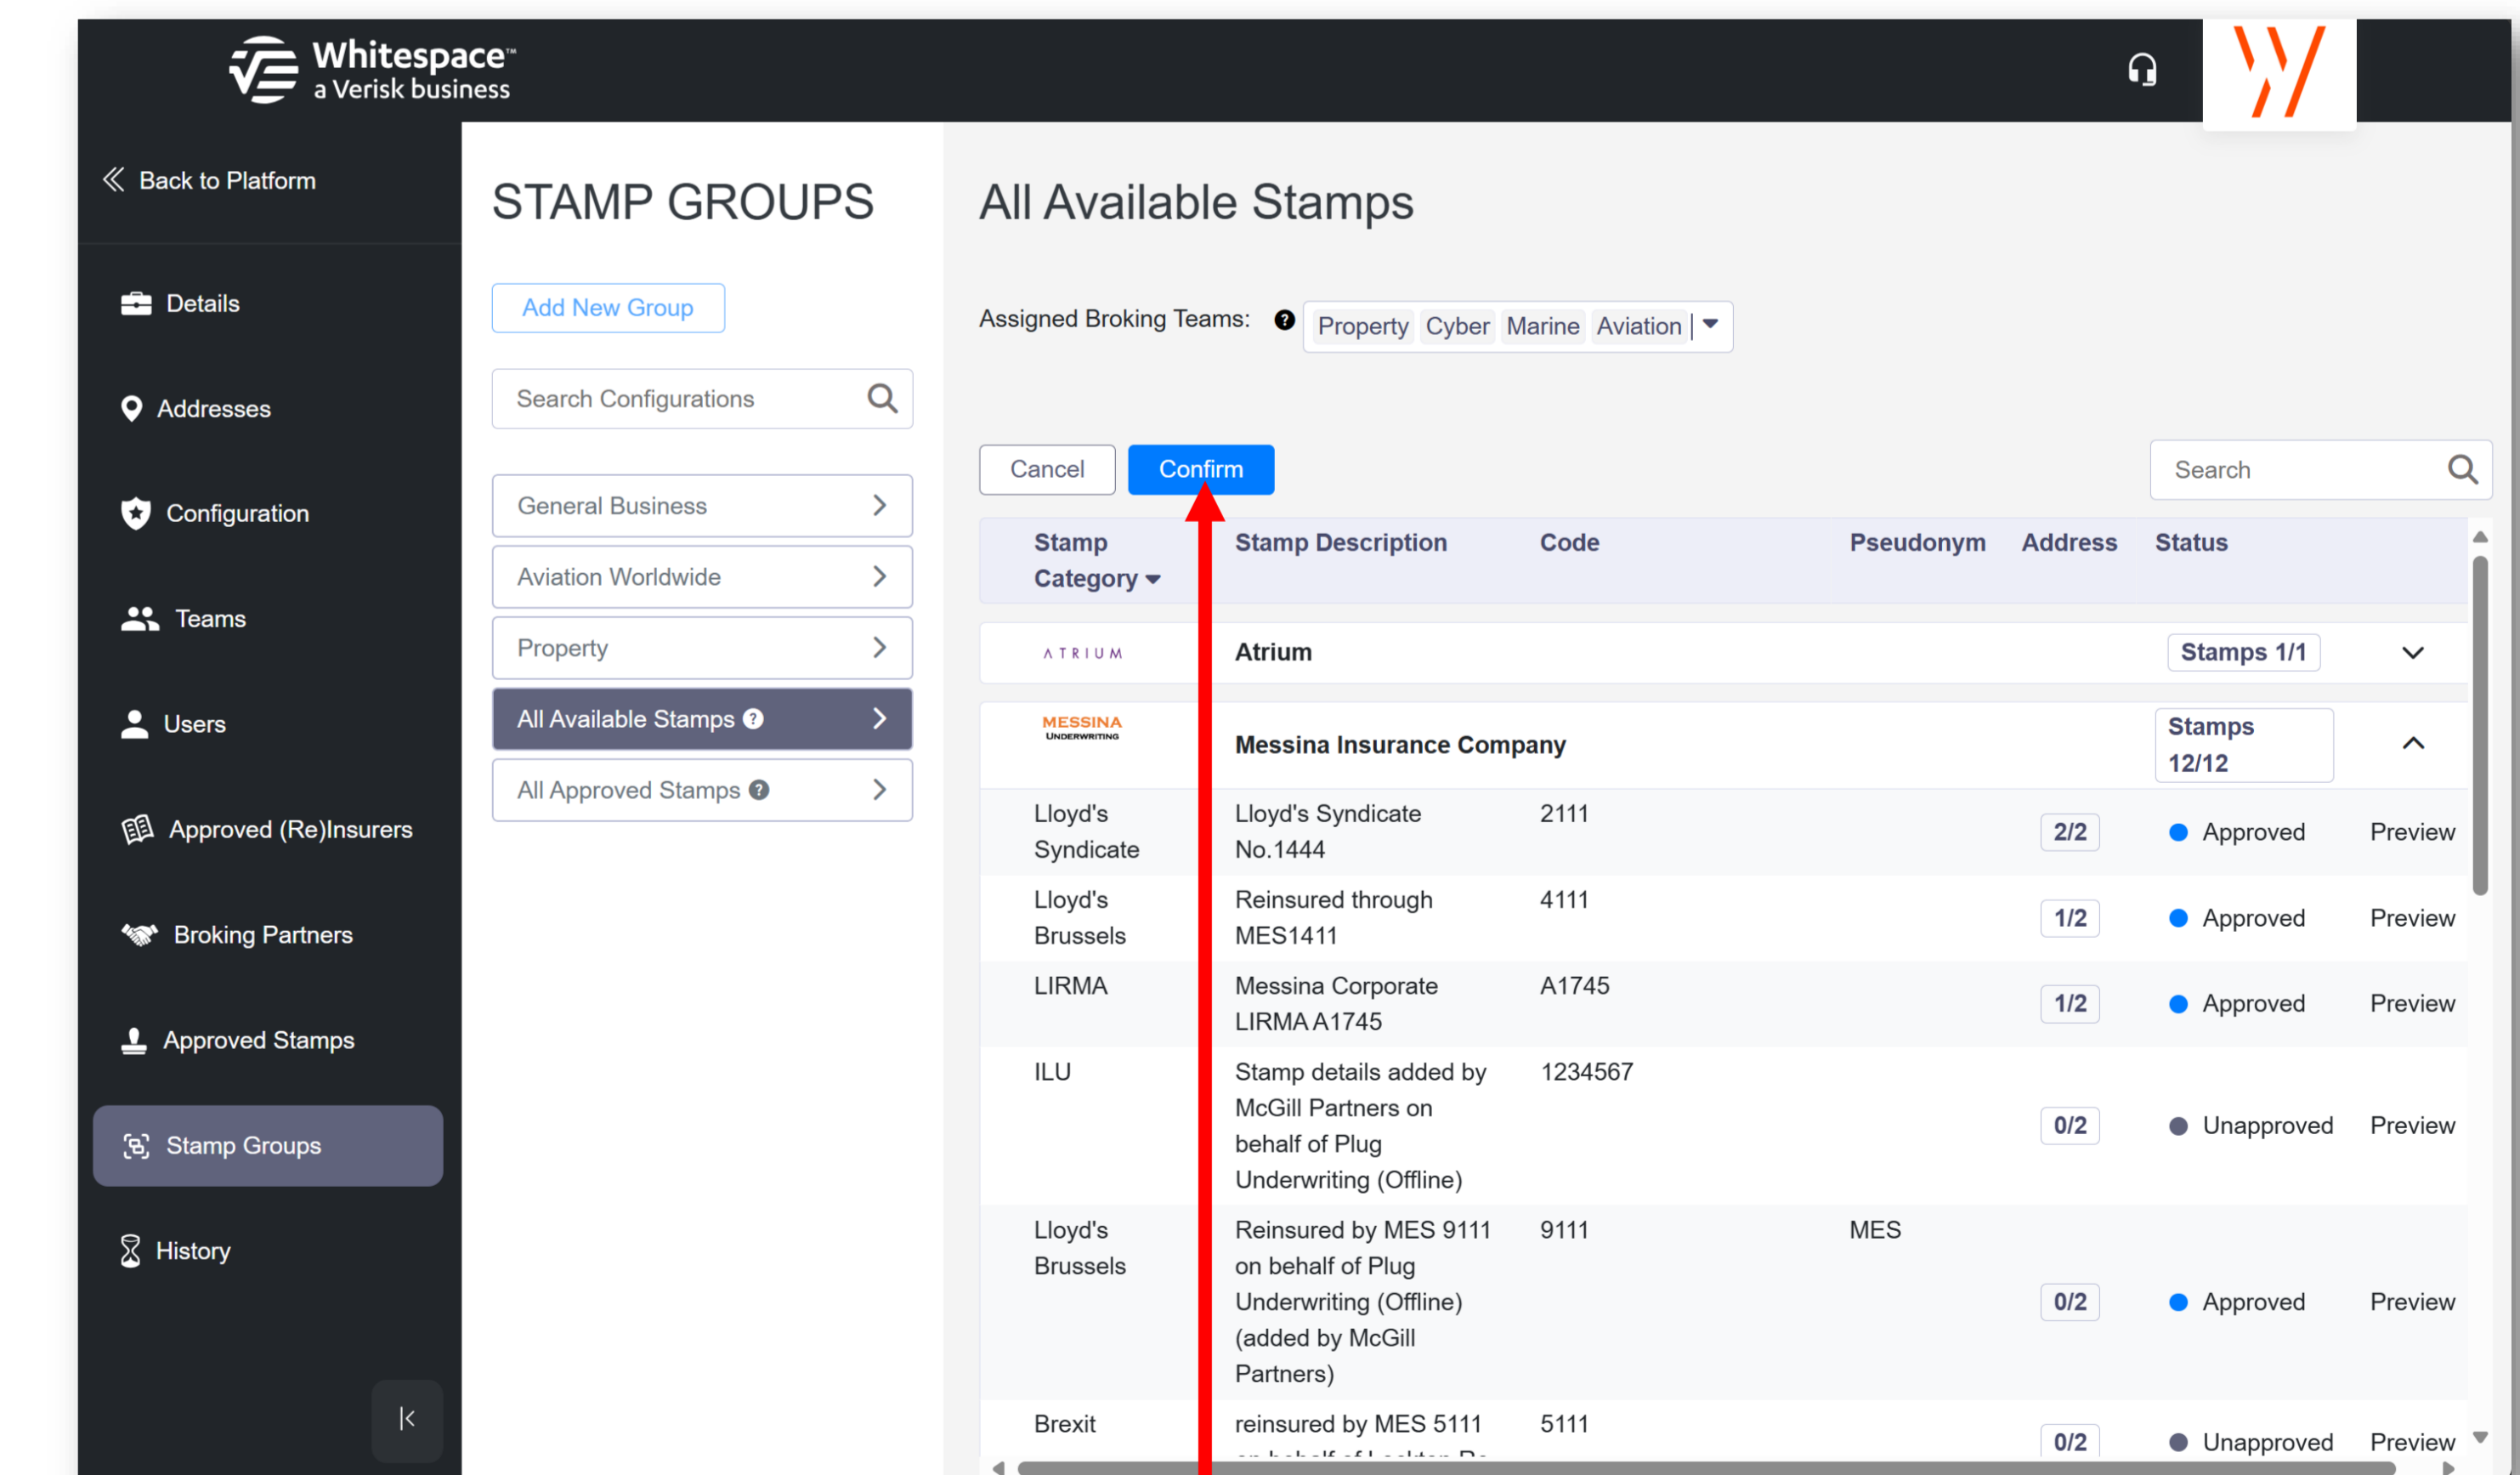 Whitespace™
a Verisk business
Back to Platform
Details
Addresses
Configuration
Teams
Users
Approved (Re)Insurers
Broking Partners
Approved Stamps
Stamp Groups
History
STAMP GROUPS
Add New Group
Search Configurations
General Business
Aviation Worldwide
Property
All Available Stamps ?
All Approved Stamps ?
All Available Stamps
Assigned Broking Teams: ? Property Cyber Marine Aviation
Cancel Confirm Search
Stamp Category Stamp Description Code Pseudonym Address Status
ATRIUM Atrium Stamps 1/1
MESSINA
UNDERWRITING
Messina Insurance Company Stamps 12/12
Lloyd's Lloyd's Syndicate 2111
Syndicate No.1444 2/2 Approved Preview
Lloyd's Reinsured through 4111
Brussels MES1411 1/2 Approved Preview
LIRMA Messina Corporate A1745
LIRMA A1745 1/2 Approved Preview
ILU Stamp details added by 1234567
McGill Partners on
behalf of Plug 0/2 Unapproved Preview
Underwriting (Offline)
Lloyd's Reinsured by MES 9111 9111 MES
Brussels on behalf of Plug
Underwriting (Offline) 0/2 Approved Preview
(added by McGill
Partners)
Brexit reinsured by MES 5111 5111
0/2 Unapproved Preview